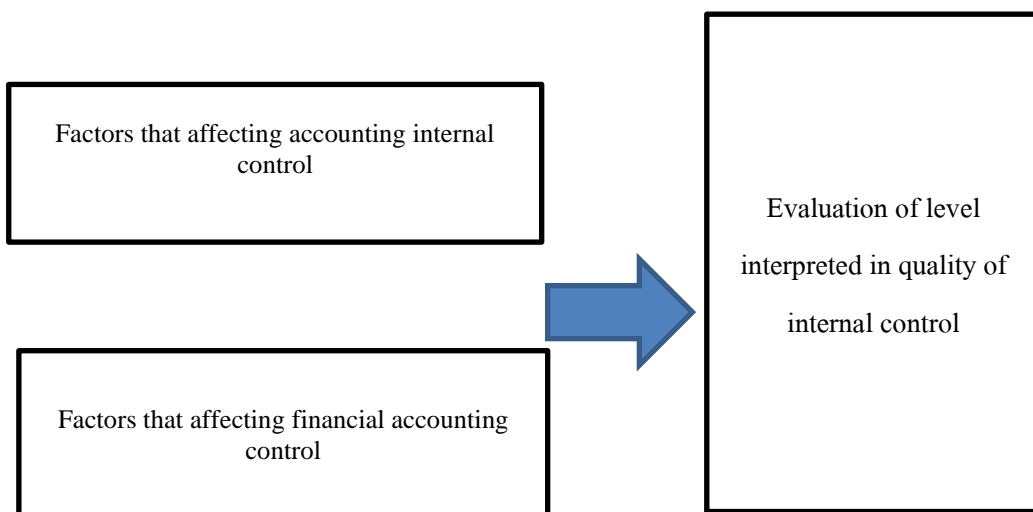 Factors that affecting accounting internal
control
Factors that affecting financial accounting
control
Evaluation of level
interpreted in quality of
internal control